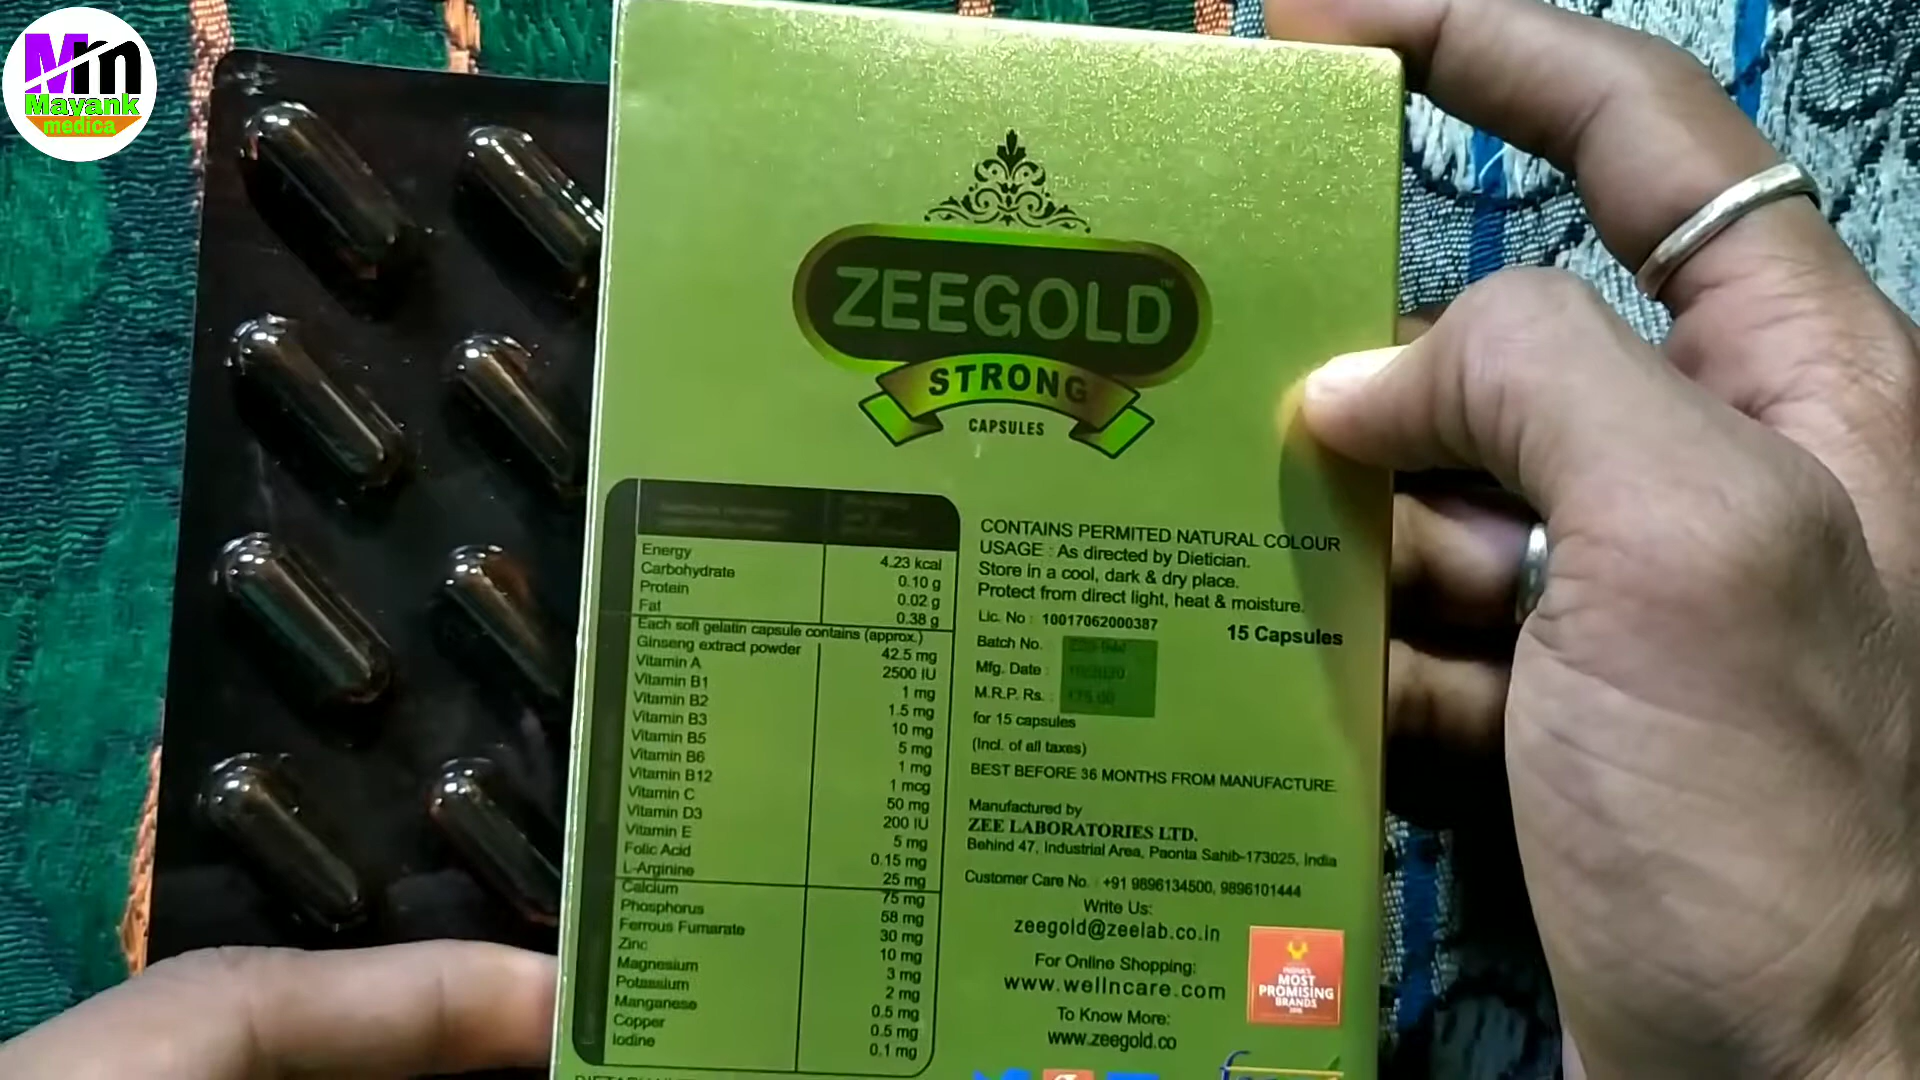 Mm
Mayank
medica
ZEEGOLD™
STRONG
CAPSULES
Energy 4.23 kcal
Carbohydrate 0.10 g
Protein 0.02 g
Fat 0.38 g
Each soft gelatin capsule contains (approx.)
Ginseng extract powder 42.5 mg
Vitamin A 2500 IU
Vitamin B1 1 mg
Vitamin B2 1.5 mg
Vitamin B3 10 mg
Vitamin B5 5 mg
Vitamin B6 1 mg
Vitamin B12 1 mcg
Vitamin C 50 mg
Vitamin D3 200 IU
Vitamin E 5 mg
Folic Acid 0.15 mg
L-Arginine 25 mg
Calcium 75 mg
Phosphorus 58 mg
Ferrous Fumarate 30 mg
Zinc 10 mg
Magnesium 3 mg
Potassium 2 mg
Manganese 0.5 mg
Copper 0.5 mg
Iodine 0.1 mg
CONTAINS PERMITED NATURAL COLOUR
USAGE : As directed by Dietician.
Store in a cool, dark & dry place.
Protect from direct light, heat & moisture.
Lic. No : 10017062000387
15 Capsules
Batch No.
Mfg. Date :
M.R.P. Rs. :
for 15 capsules
(Incl. of all taxes)
BEST BEFORE 36 MONTHS FROM MANUFACTURE.
Manufactured by
ZEE LABORATORIES LTD.
Behind 47, Industrial Area, Paonta Sahib-173025, India
Customer Care No. : +91 9896134500, 9896101444
Write Us:
zeegold@zeelab.co.in
For Online Shopping:
www.wellncare.com
To Know More:
www.zeegold.co
INDIA'S
MOST
PROMISING
BRANDS